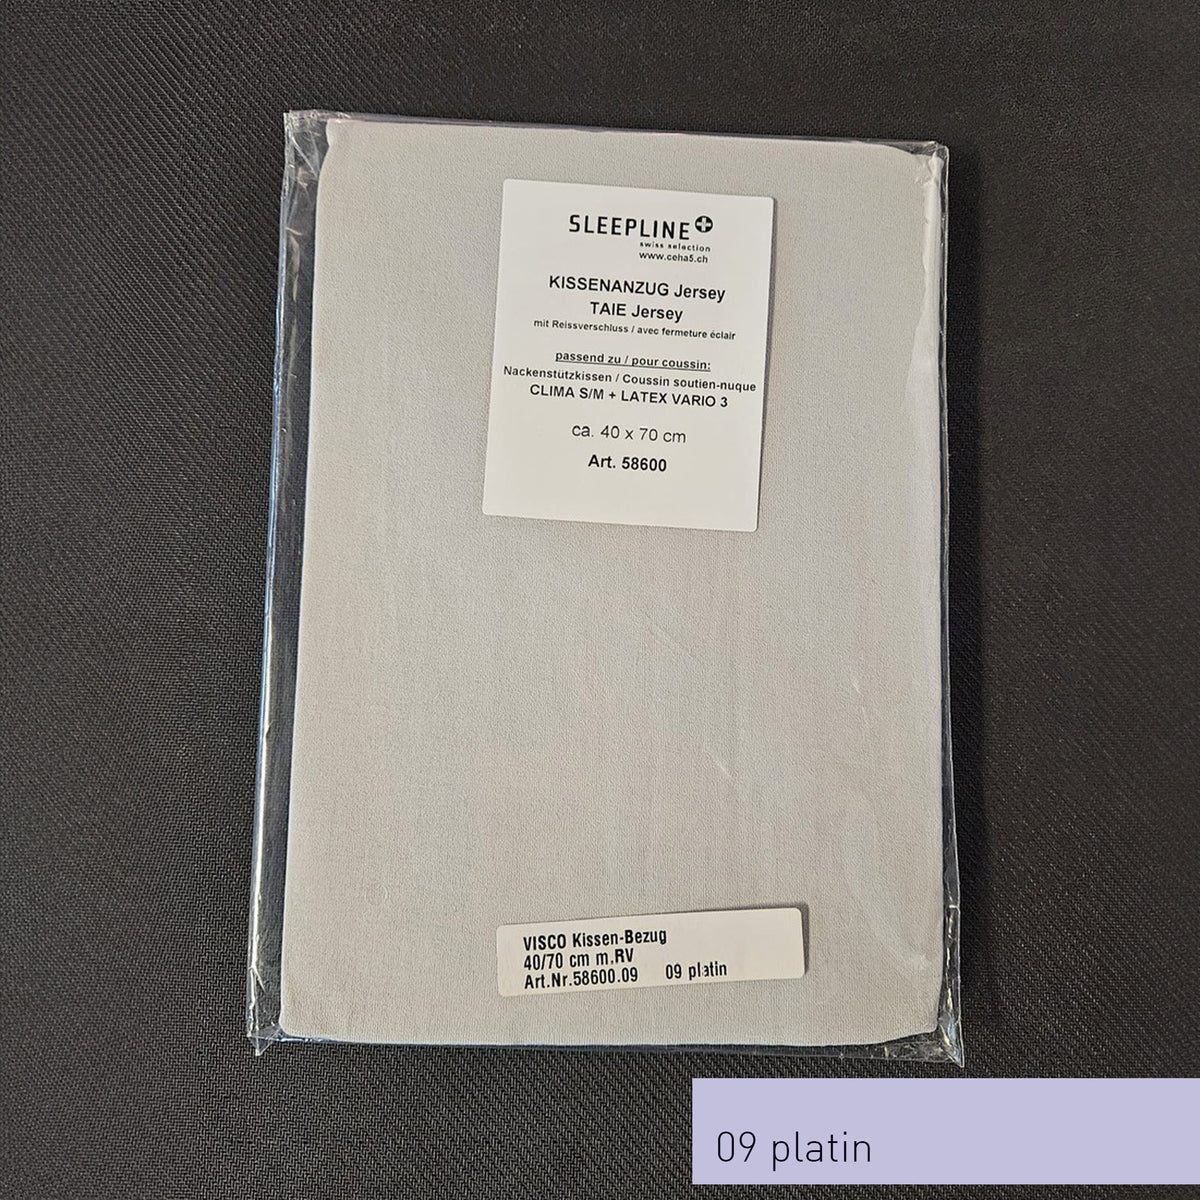 SLEEPLINE
swiss selection
www.ceha5.ch
KISSENANZUG Jersey
TAIE Jersey
mit Reissverschluss / avec fermeture éclair
passend zu / pour coussin:
Nackenstützkissen / Coussin soutien-nuque
CLIMA S/M + LATEX VARIO 3
ca. 40 x 70 cm
Art. 58600
VISCO Kissen-Bezug
40/70 cm m.RV
Art.Nr.58600.09 09 platin
09 platin